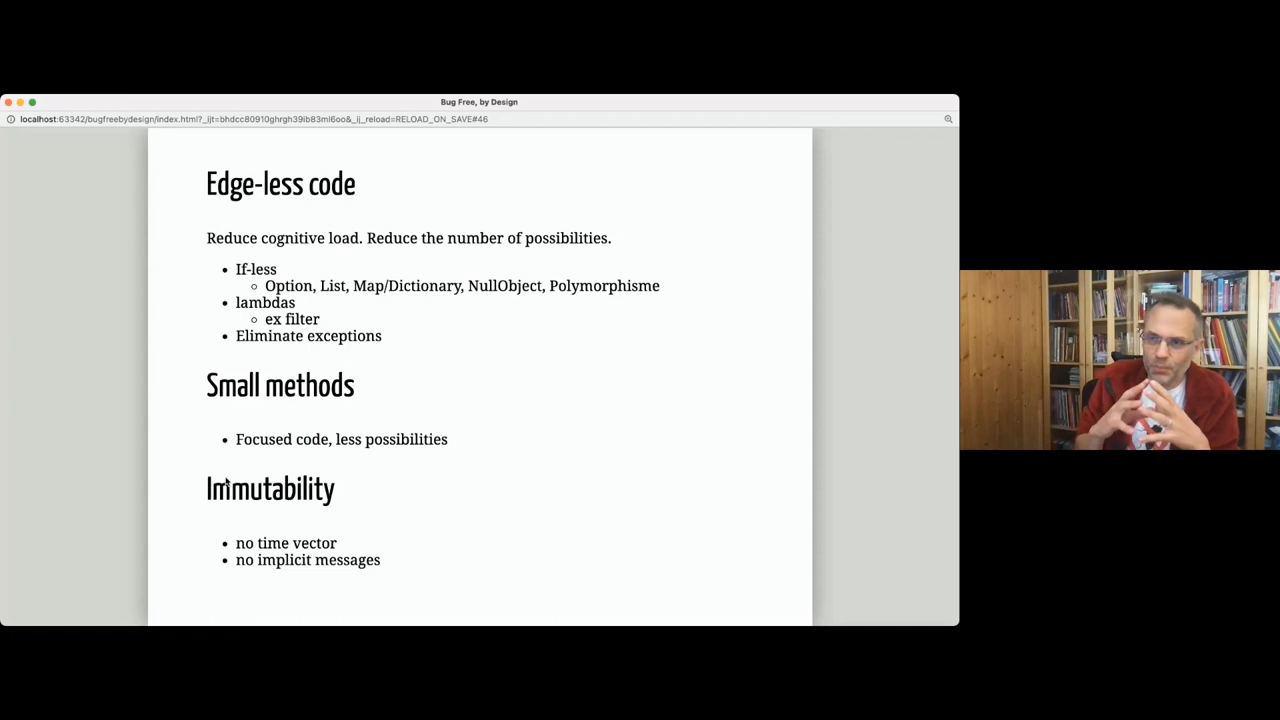 Bug Free, by Design
localhost:63342/bugfreebydesign/index.html?_ijt=bhdcc80910ghrgh39ib83ml6oo&_ij_reload=RELOAD_ON_SAVE#46
Edge-less code
Reduce cognitive load. Reduce the number of possibilities.
If-less
Option, List, Map/Dictionary, NullObject, Polymorphisme
lambdas
ex filter
Eliminate exceptions
Small methods
Focused code, less possibilities
Immutability
no time vector
no implicit messages